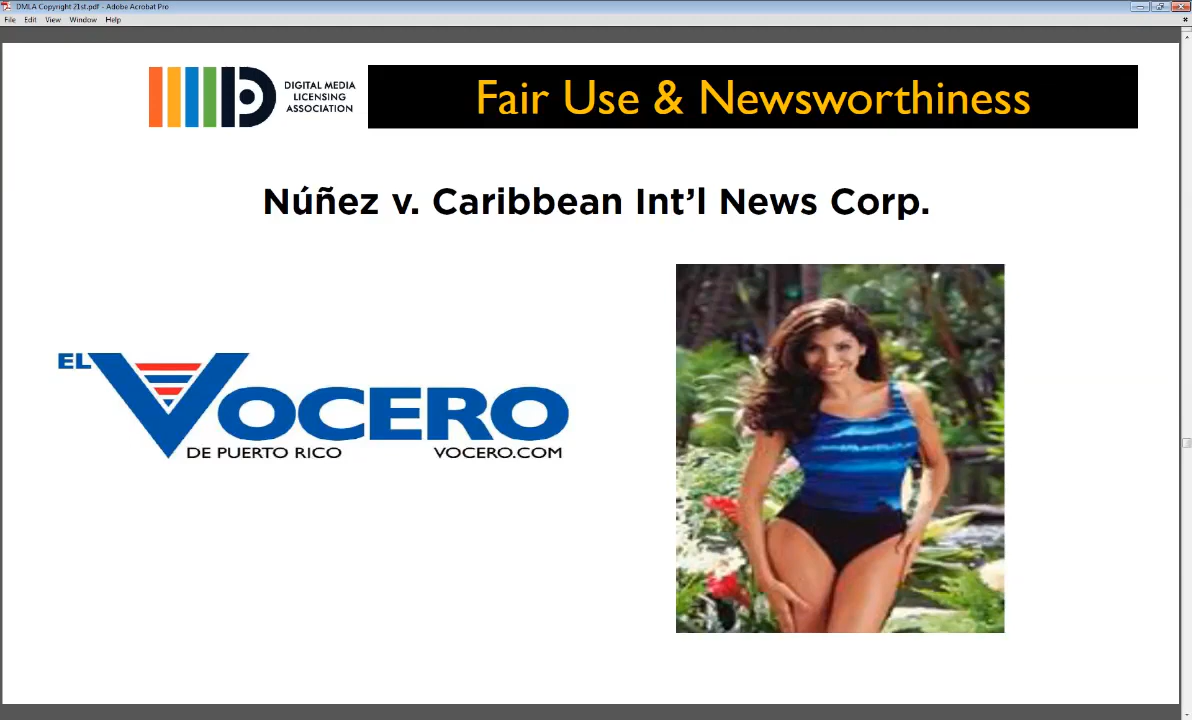 DMLA Copyright 21st.pdf - Adobe Acrobat Pro
File Edit View Window Help
DIGITAL MEDIA
LICENSING
ASSOCIATION
Fair Use & Newsworthiness
Núñez v. Caribbean Int’l News Corp.
EL VOCERO
DE PUERTO RICO VOCERO.COM